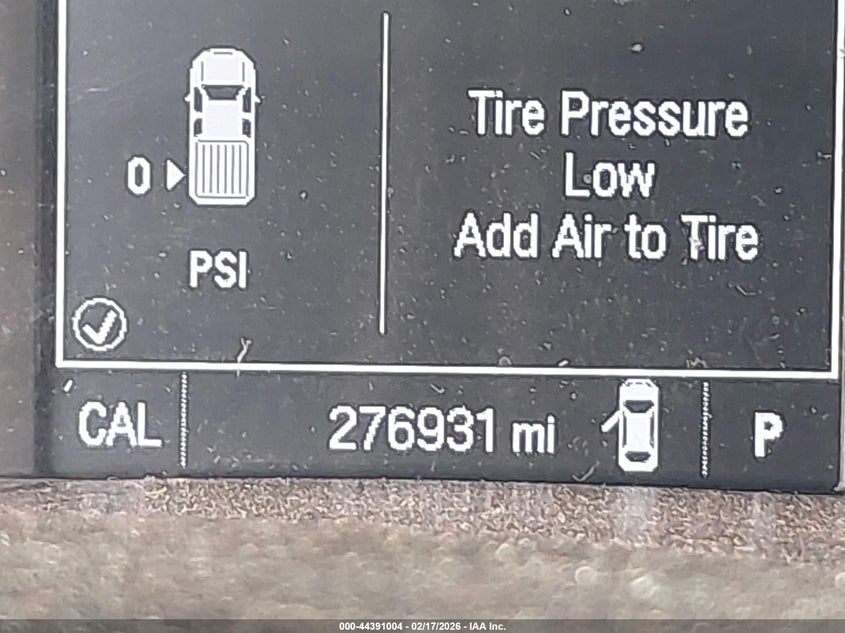 Tire Pressure
Low
Add Air to Tire
0
PSI
CAL
276931 mi
P
000-44391004 - 02/17/2026 - IAA Inc.